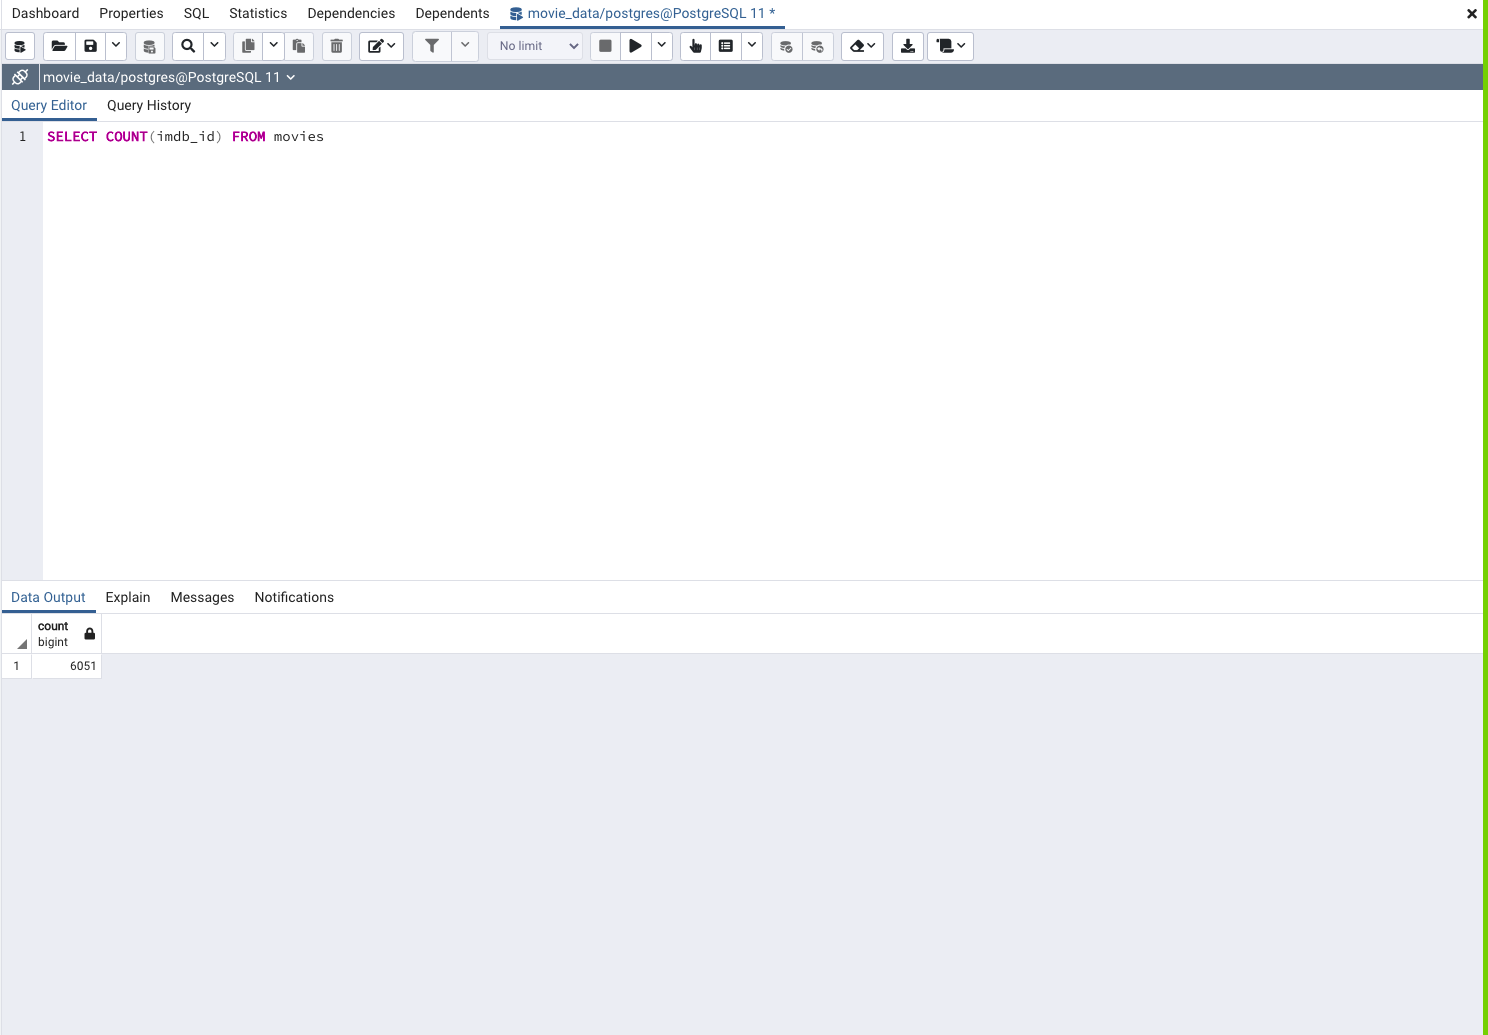 Dashboard Properties SQL Statistics Dependencies Dependents movie_data/postgres@PostgreSQL 11 *
No limit
movie_data/postgres@PostgreSQL 11
Query Editor Query History
1 SELECT COUNT(imdb_id) FROM movies
Data Output Explain Messages Notifications
count
bigint
1 6051